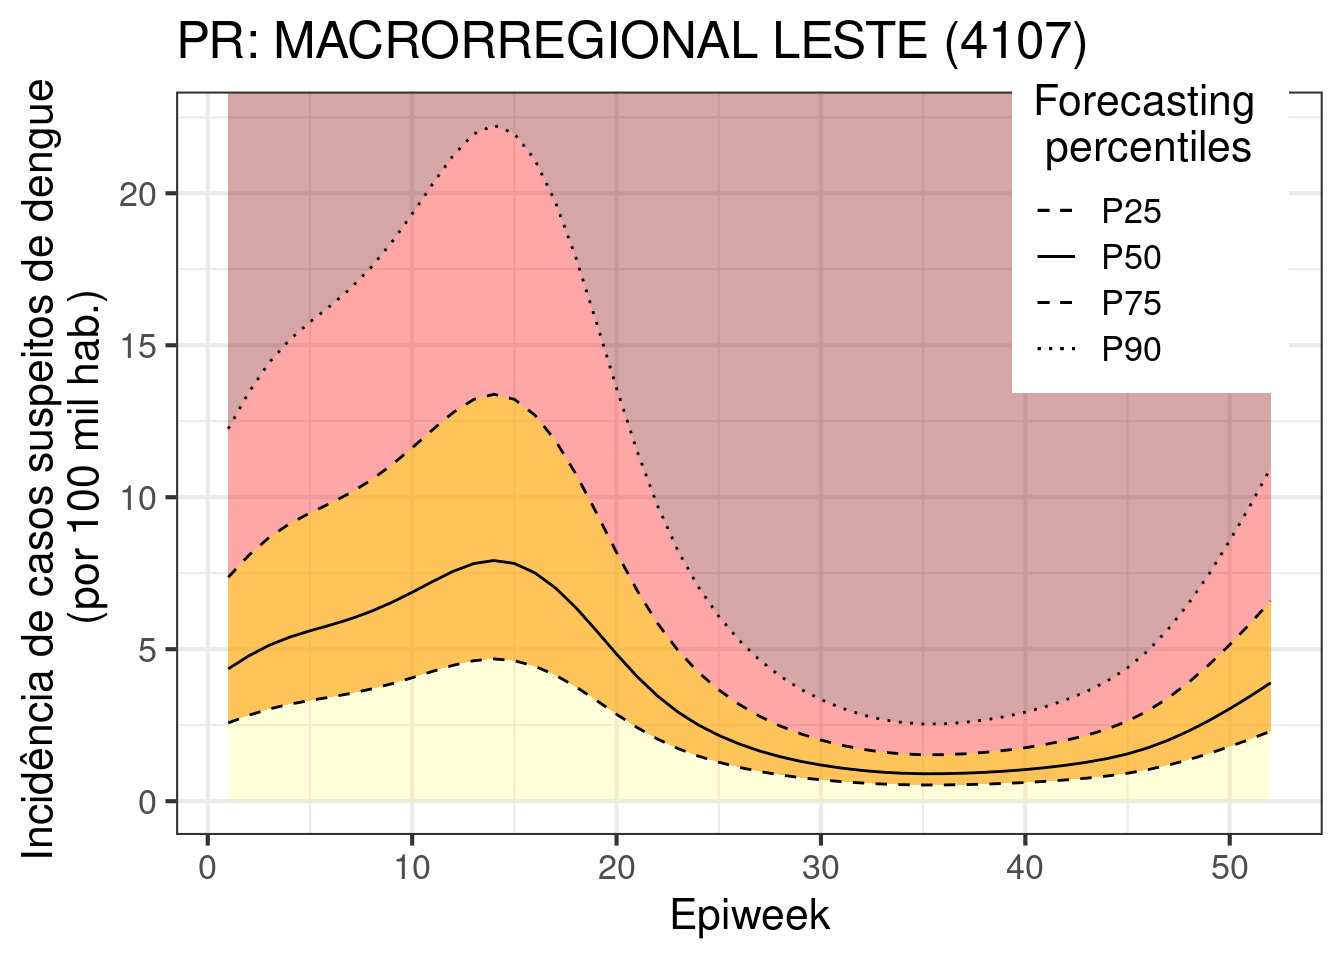 PR: MACRORREGIONAL LESTE (4107)
Incidência de casos suspeitos de dengue
(por 100 mil hab.)
20
15
10
5
0
Forecasting
percentiles
P25
P50
P75
P90
0 10 20 30 40 50
Epiweek